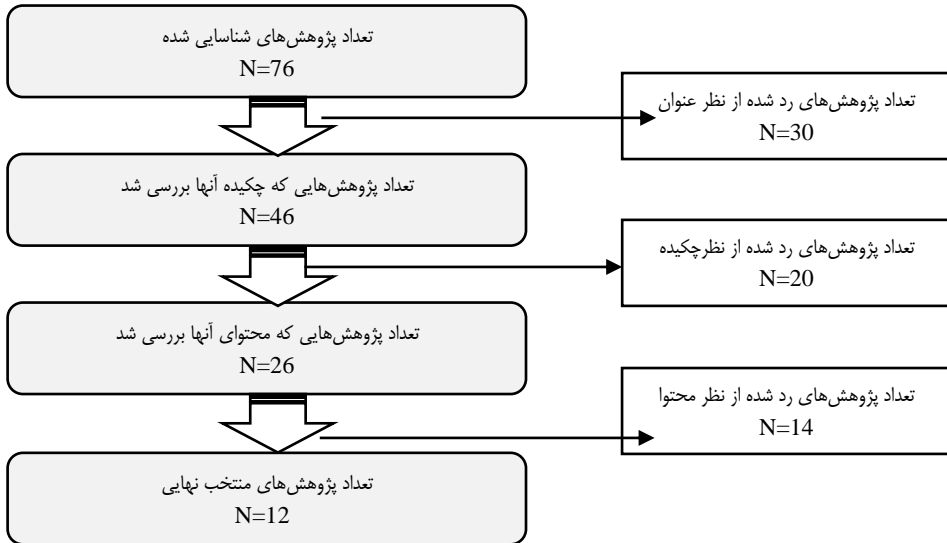 تعداد پژوهش‌های شناسایی شده
N=76
تعداد پژوهش‌های رد شده از نظر عنوان
N=30
تعداد پژوهش‌هایی که چکیده آنها بررسی شد
N=46
تعداد پژوهش‌های رد شده از نظرچکیده
N=20
تعداد پژوهش‌هایی که محتوای آنها بررسی شد
N=26
تعداد پژوهش‌های رد شده از نظر محتوا
N=14
تعداد پژوهش‌های منتخب نهایی
N=12